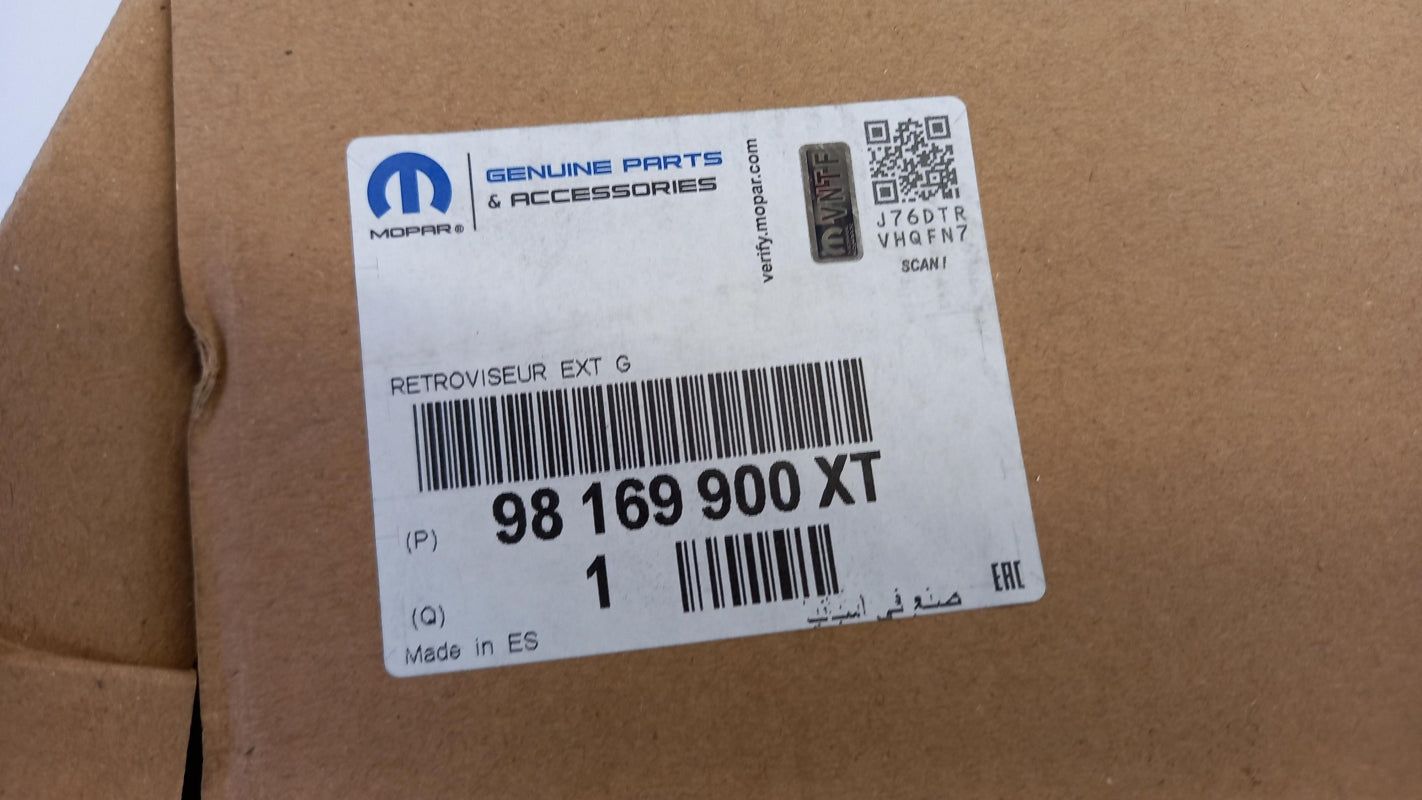 MOPAR®
GENUINE PARTS
& ACCESSORIES
verify.mopar.com
m VNTF
J76DTR
VHQFN7
SCAN!
RETROVISEUR EXT G
98 169 900 XT
(P)
1
(Q)
Made in ES
صنع في
EAC